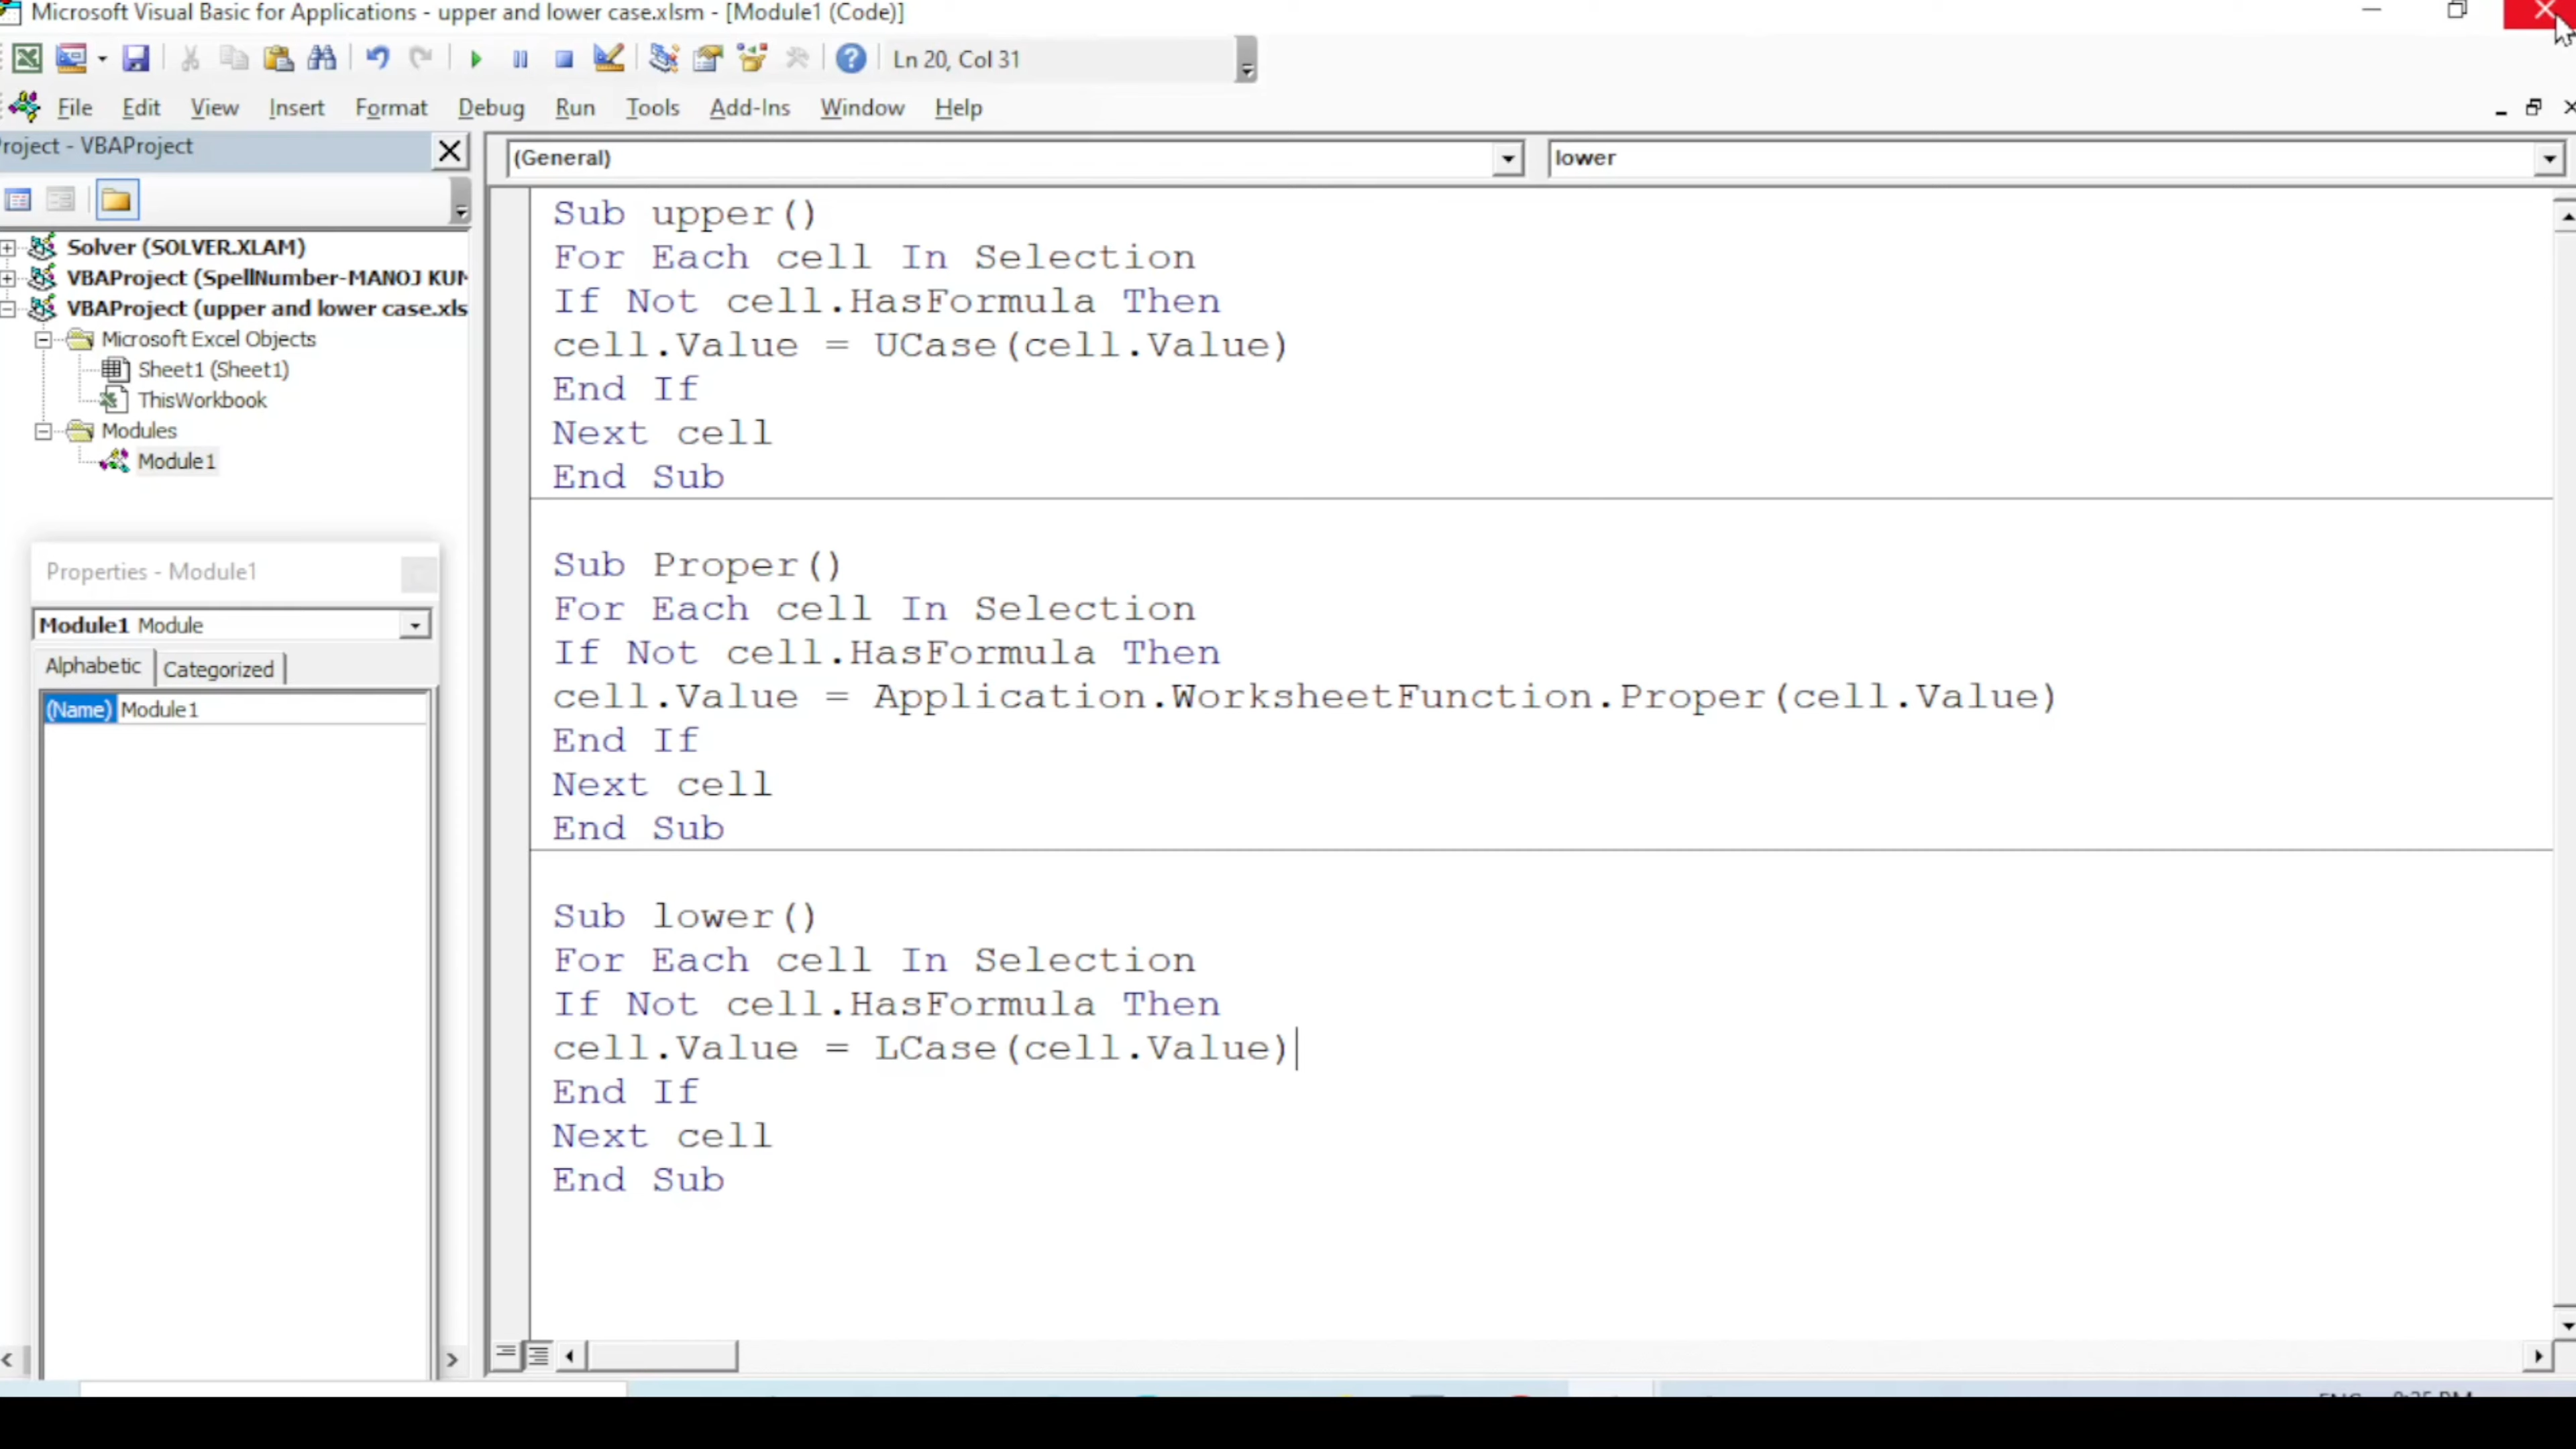 Microsoft Visual Basic for Applications - upper and lower case.xlsm - [Module1 (Code)]
Ln 20, Col 31
File Edit View Insert Format Debug Run Tools Add-Ins Window Help
roject - VBAProject
(General)
lower
Solver (SOLVER.XLAM)
VBAProject (SpellNumber-MANOJ KUM
VBAProject (upper and lower case.xls
Microsoft Excel Objects
Sheet1 (Sheet1)
ThisWorkbook
Modules
Module1
Properties - Module1
Module1 Module
Alphabetic Categorized
(Name) Module1
Sub upper()
For Each cell In Selection
If Not cell.HasFormula Then
cell.Value = UCase(cell.Value)
End If
Next cell
End Sub
Sub Proper()
For Each cell In Selection
If Not cell.HasFormula Then
cell.Value = Application.WorksheetFunction.Proper(cell.Value)
End If
Next cell
End Sub
Sub lower()
For Each cell In Selection
If Not cell.HasFormula Then
cell.Value = LCase(cell.Value)
End If
Next cell
End Sub